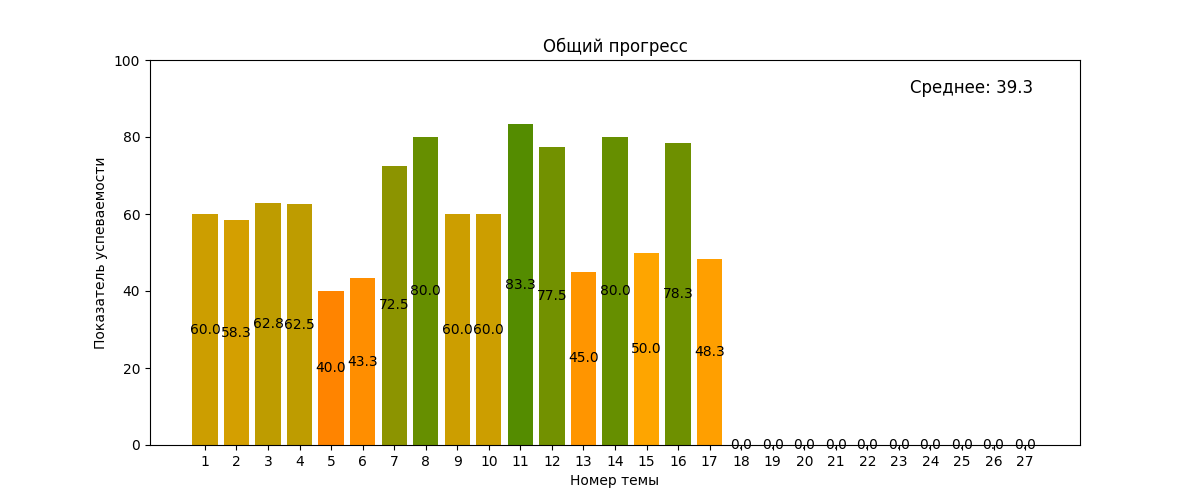 Общий прогресс
Среднее: 39.3
Показатель успеваемости
100
80
60
40
20
0
60.0 58.3 62.8 62.5 40.0 43.3 72.5 80.0 60.0 60.0 83.3 77.5 45.0 80.0 50.0 78.3 48.3 0.0 0.0 0.0 0.0 0.0 0.0 0.0 0.0 0.0 0.0
1 2 3 4 5 6 7 8 9 10 11 12 13 14 15 16 17 18 19 20 21 22 23 24 25 26 27
Номер темы